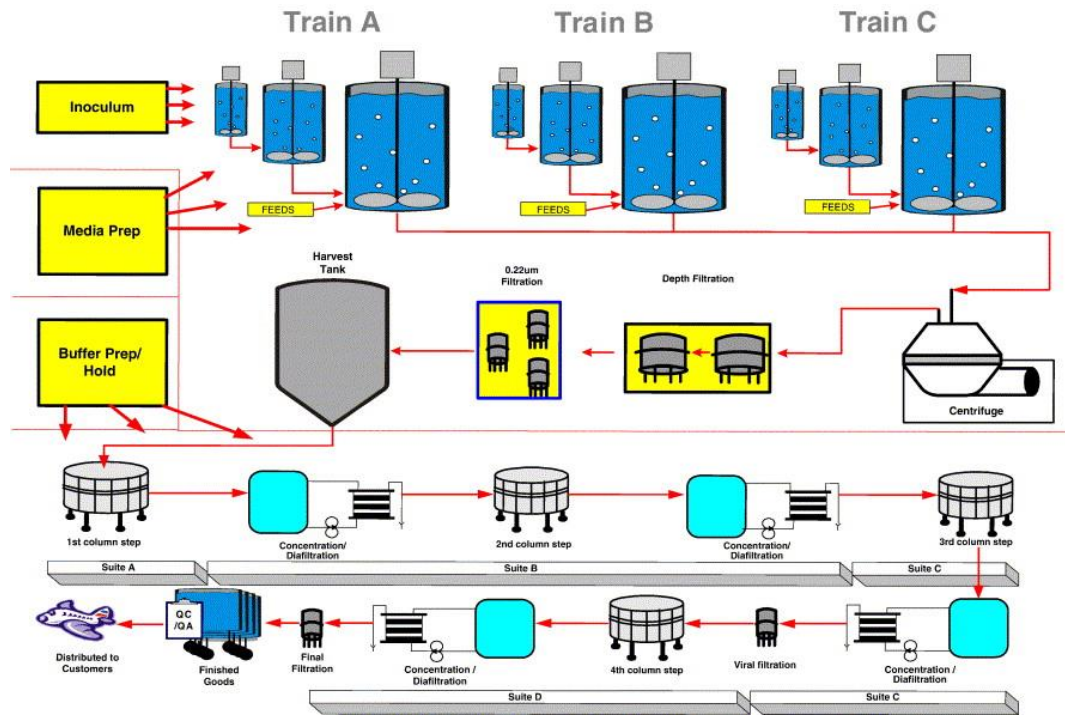 Train A
Train B
Train C
Inoculum
FEEDS
FEEDS
FEEDS
Media Prep
Harvest
Tank
0.22um
Filtration
Depth Filtration
Buffer Prep/
Hold
Centrifuge
1st column step
Concentration/
Diafiltration
2nd column step
Concentration/
Diafiltration
3rd column step
Suite A
Suite B
Suite C
QC
/QA
Distributed to
Customers
Finished
Goods
Final
Filtration
Concentration /
Diafiltration
4th column step
Viral filtration
Concentration /
Diafiltration
Suite D
Suite C